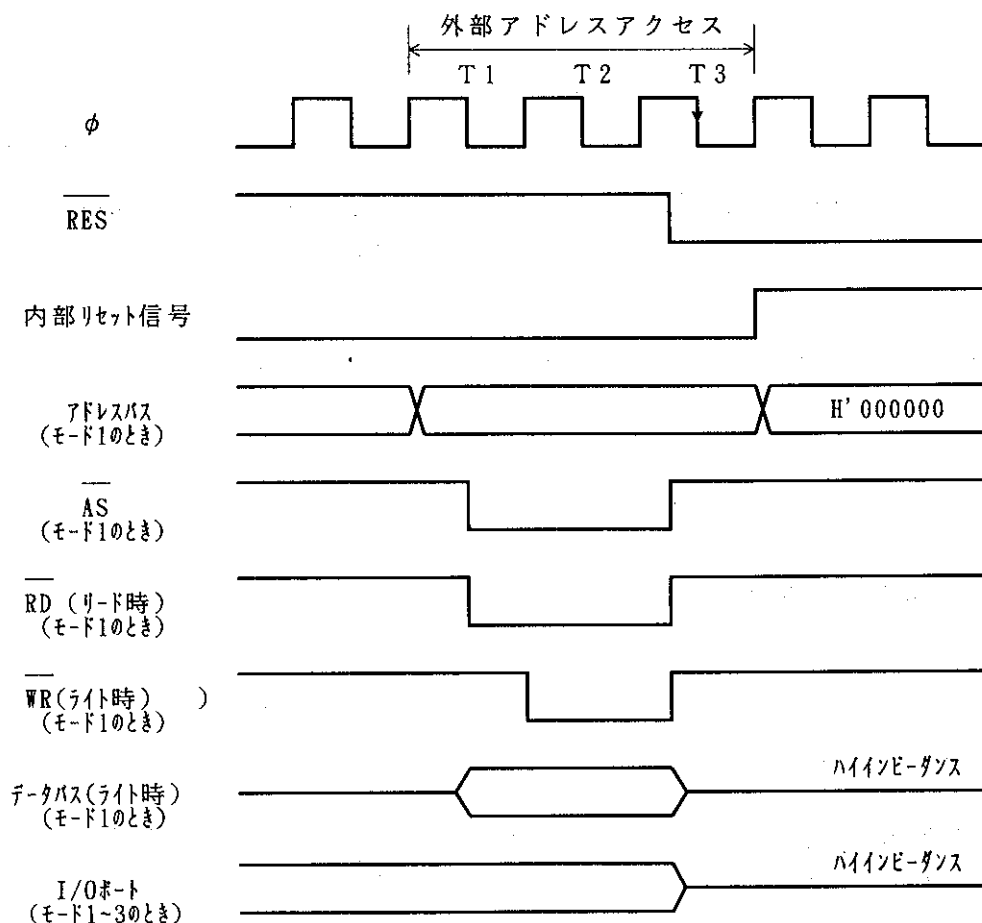 外部アドレスアクセス
T1 T2 T3
φ
RES
内部リセット信号
アドレスバス
(モード1のとき)
H'000000
AS
(モード1のとき)
RD (リード時)
(モード1のとき)
WR(ライト時) )
(モード1のとき)
データバス(ライト時)
(モード1のとき)
ハイインピーダンス
I/Oポート
(モード1~3のとき)
ハイインピーダンス